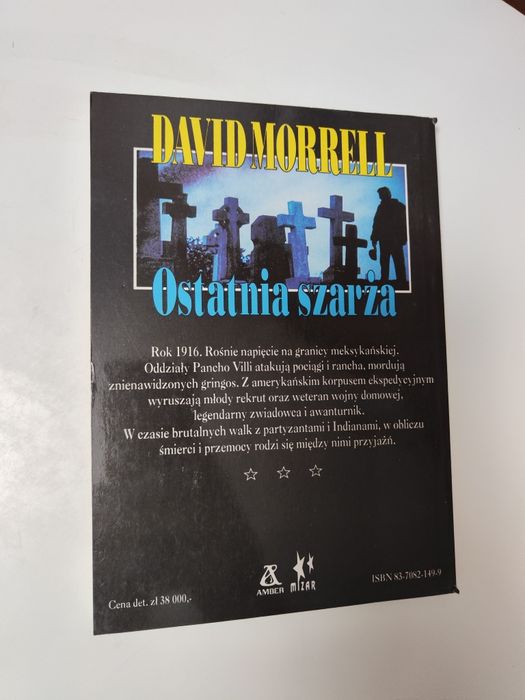 DAVID MORRELL
Ostatnia szarża
Rok 1916. Rośnie napięcie na granicy meksykańskiej.
Oddziały Pancho Villi atakują pociągi i rancha, mordują
znienawidzonych gringos. Z amerykańskim korpusem ekspedycyjnym
wyruszają młody rekrut oraz weteran wojny domowej,
legendarny zwiadowca i awanturnik.
W czasie brutalnych walk z partyzantami i Indianami, w obliczu
śmierci i przemocy rodzi się między nimi przyjaźń.
AMBER
MIZAR
ISBN 83-7082-149-9
Cena det. zł 38 000,-